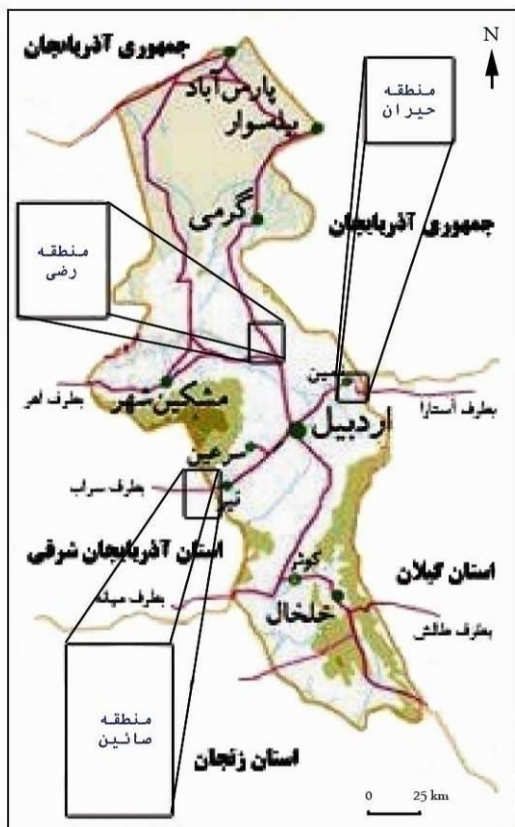 N
جمهوری آذربایجان
پارس‌آباد
بیله‌سوار
منطقه
حیران
گرمی
جمهوری آذربایجان
منطقه
رضی
نمین
بطرف اهر
مشکین شهر
بطرف آستارا
اردبیل
سرعین
بطرف سراب
نیر
استان آذربایجان شرقی
کوثر
استان گیلان
بطرف میانه
خلخال
بطرف طالش
منطقه
صائین
استان زنجان
0 25 km